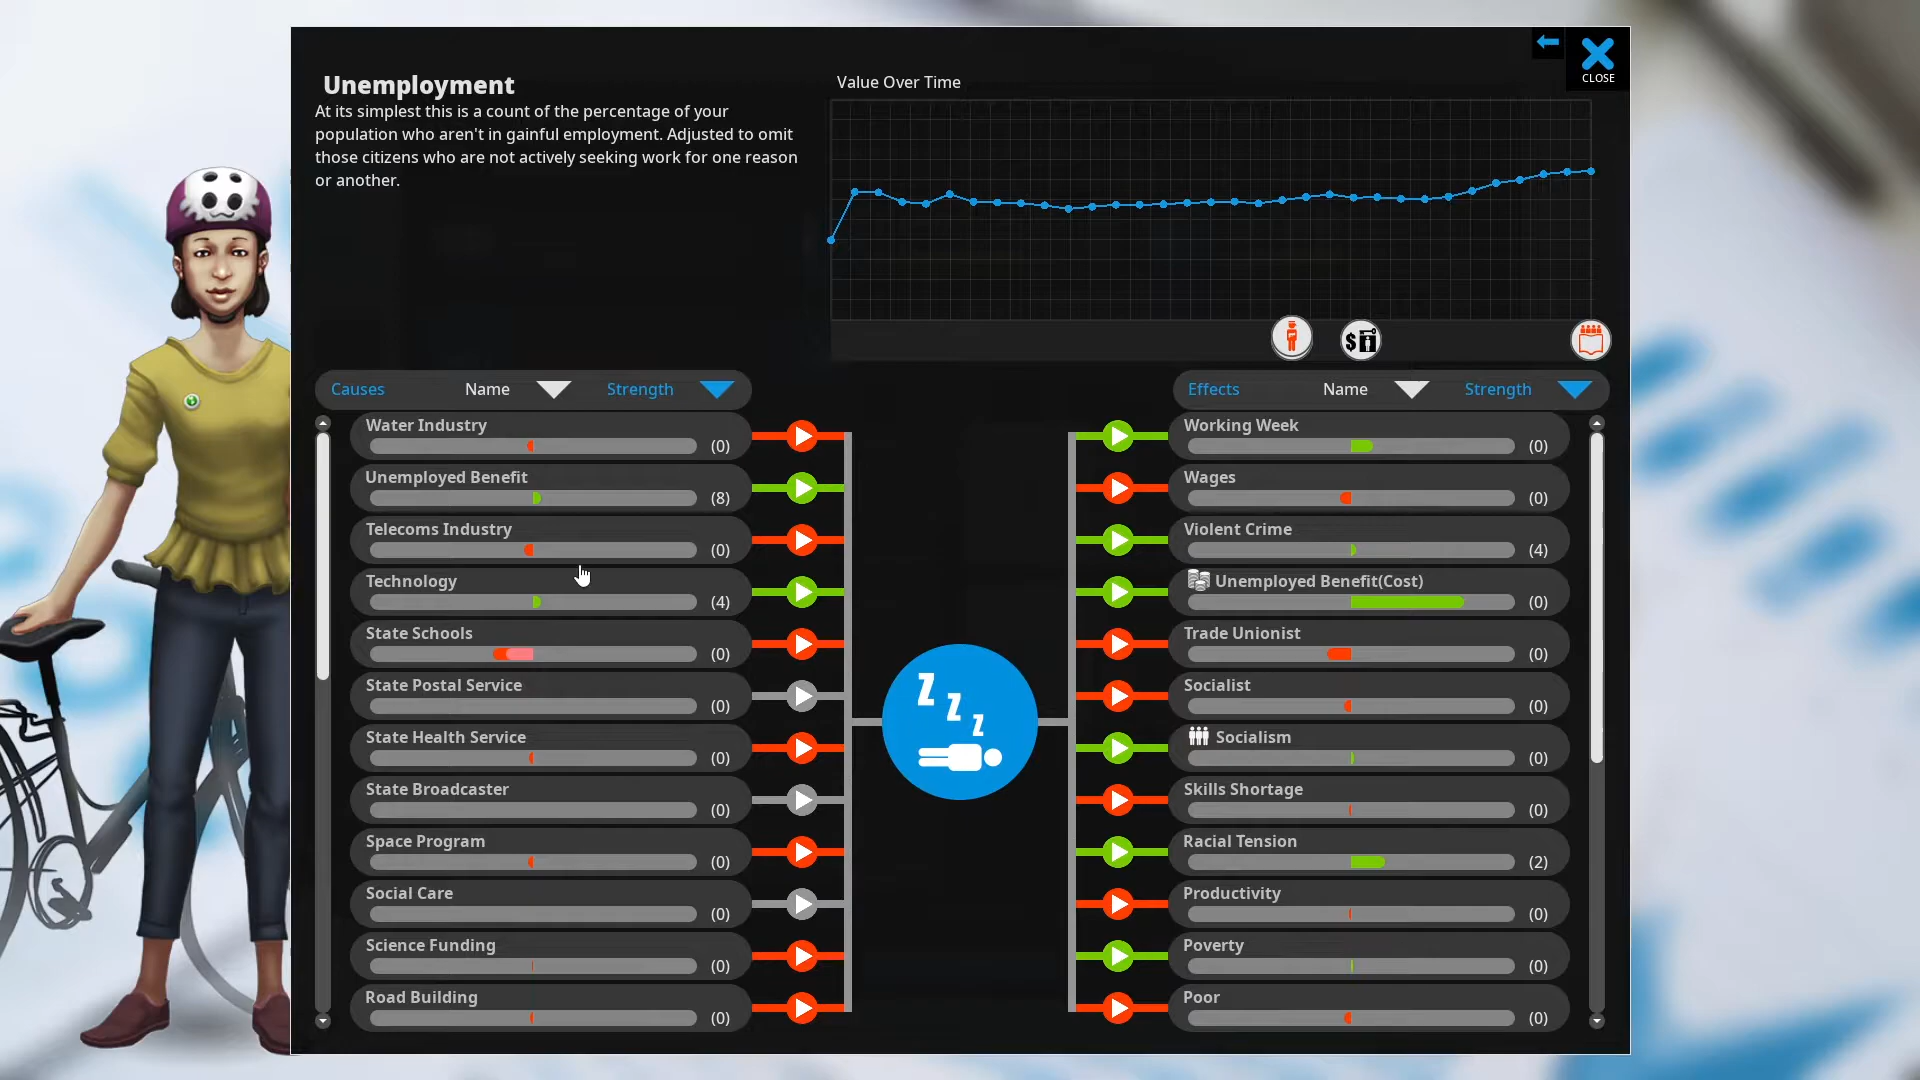 CLOSE
Unemployment
At its simplest this is a count of the percentage of your
population who aren't in gainful employment. Adjusted to omit
those citizens who are not actively seeking work for one reason
or another.
Value Over Time
Causes Name Strength
Water Industry
(0)
Unemployed Benefit
(8)
Telecoms Industry
(0)
Technology
(4)
State Schools
(0)
State Postal Service
(0)
State Health Service
(0)
State Broadcaster
(0)
Space Program
(0)
Social Care
(0)
Science Funding
(0)
Road Building
(0)
z z z
Effects Name Strength
Working Week
(0)
Wages
(0)
Violent Crime
(4)
Unemployed Benefit(Cost)
(0)
Trade Unionist
(0)
Socialist
(0)
Socialism
(0)
Skills Shortage
(0)
Racial Tension
(2)
Productivity
(0)
Poverty
(0)
Poor
(0)